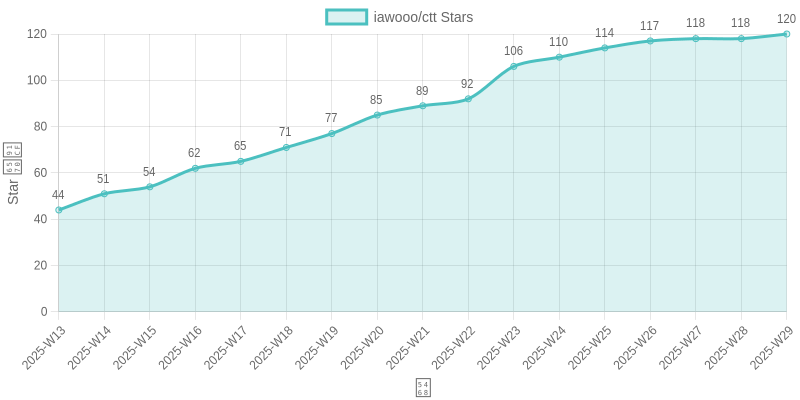 iawooo/ctt Stars
120
100
80
60
40
20
0
Star
44
51
54
62
65
71
77
85
89
92
106
110
114
117
118
118
120
2025-W13
2025-W14
2025-W15
2025-W16
2025-W17
2025-W18
2025-W19
2025-W20
2025-W21
2025-W22
2025-W23
2025-W24
2025-W25
2025-W26
2025-W27
2025-W28
2025-W29